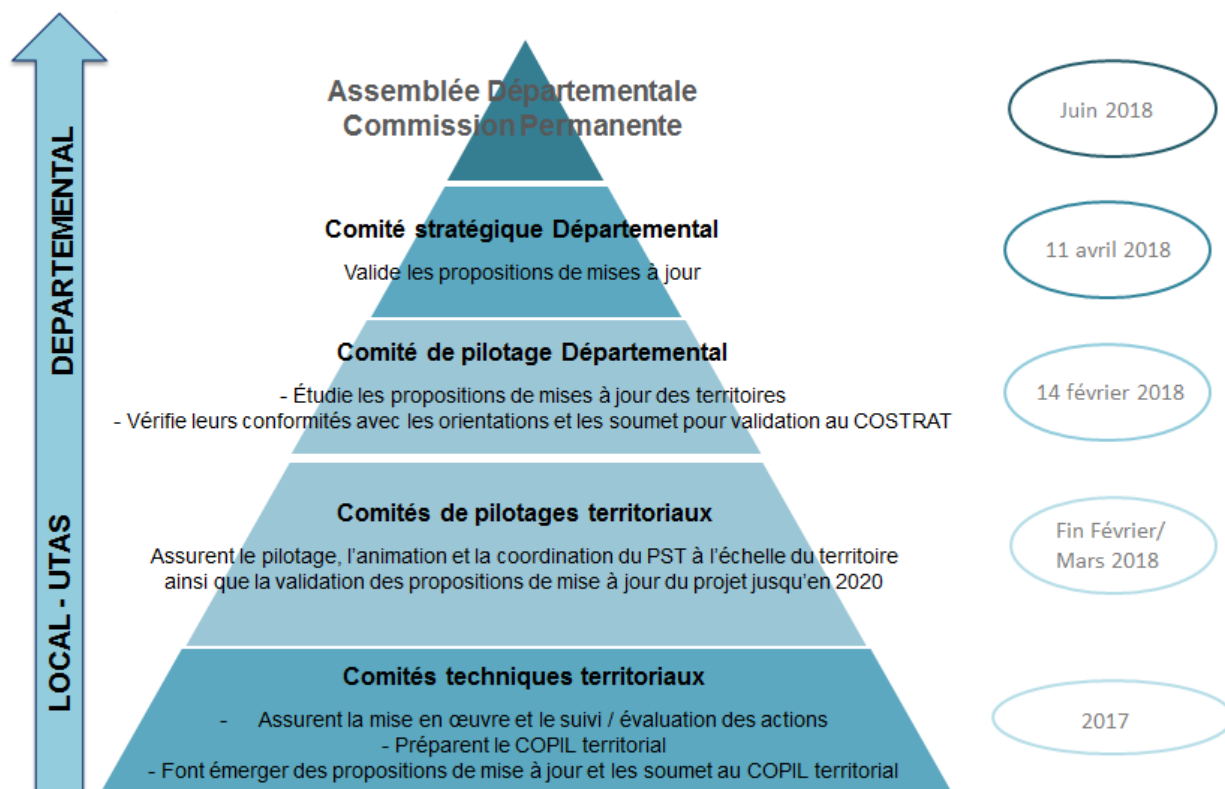 DEPARTEMENTAL
LOCAL - UTAS
Assemblée Départementale
Commission Permanente
Juin 2018
Comité stratégique Départemental
Valide les propositions de mises à jour
11 avril 2018
Comité de pilotage Départemental
- Étudie les propositions de mises à jour des territoires
- Vérifie leurs conformités avec les orientations et les soumet pour validation au COSTRAT
14 février 2018
Comités de pilotages territoriaux
Assurent le pilotage, l'animation et la coordination du PST à l'échelle du territoire
ainsi que la validation des propositions de mise à jour du projet jusqu'en 2020
Fin Février/
Mars 2018
Comités techniques territoriaux
- Assurent la mise en œuvre et le suivi / évaluation des actions
- Préparent le COPIL territorial
- Font émerger des propositions de mise à jour et les soumet au COPIL territorial
2017